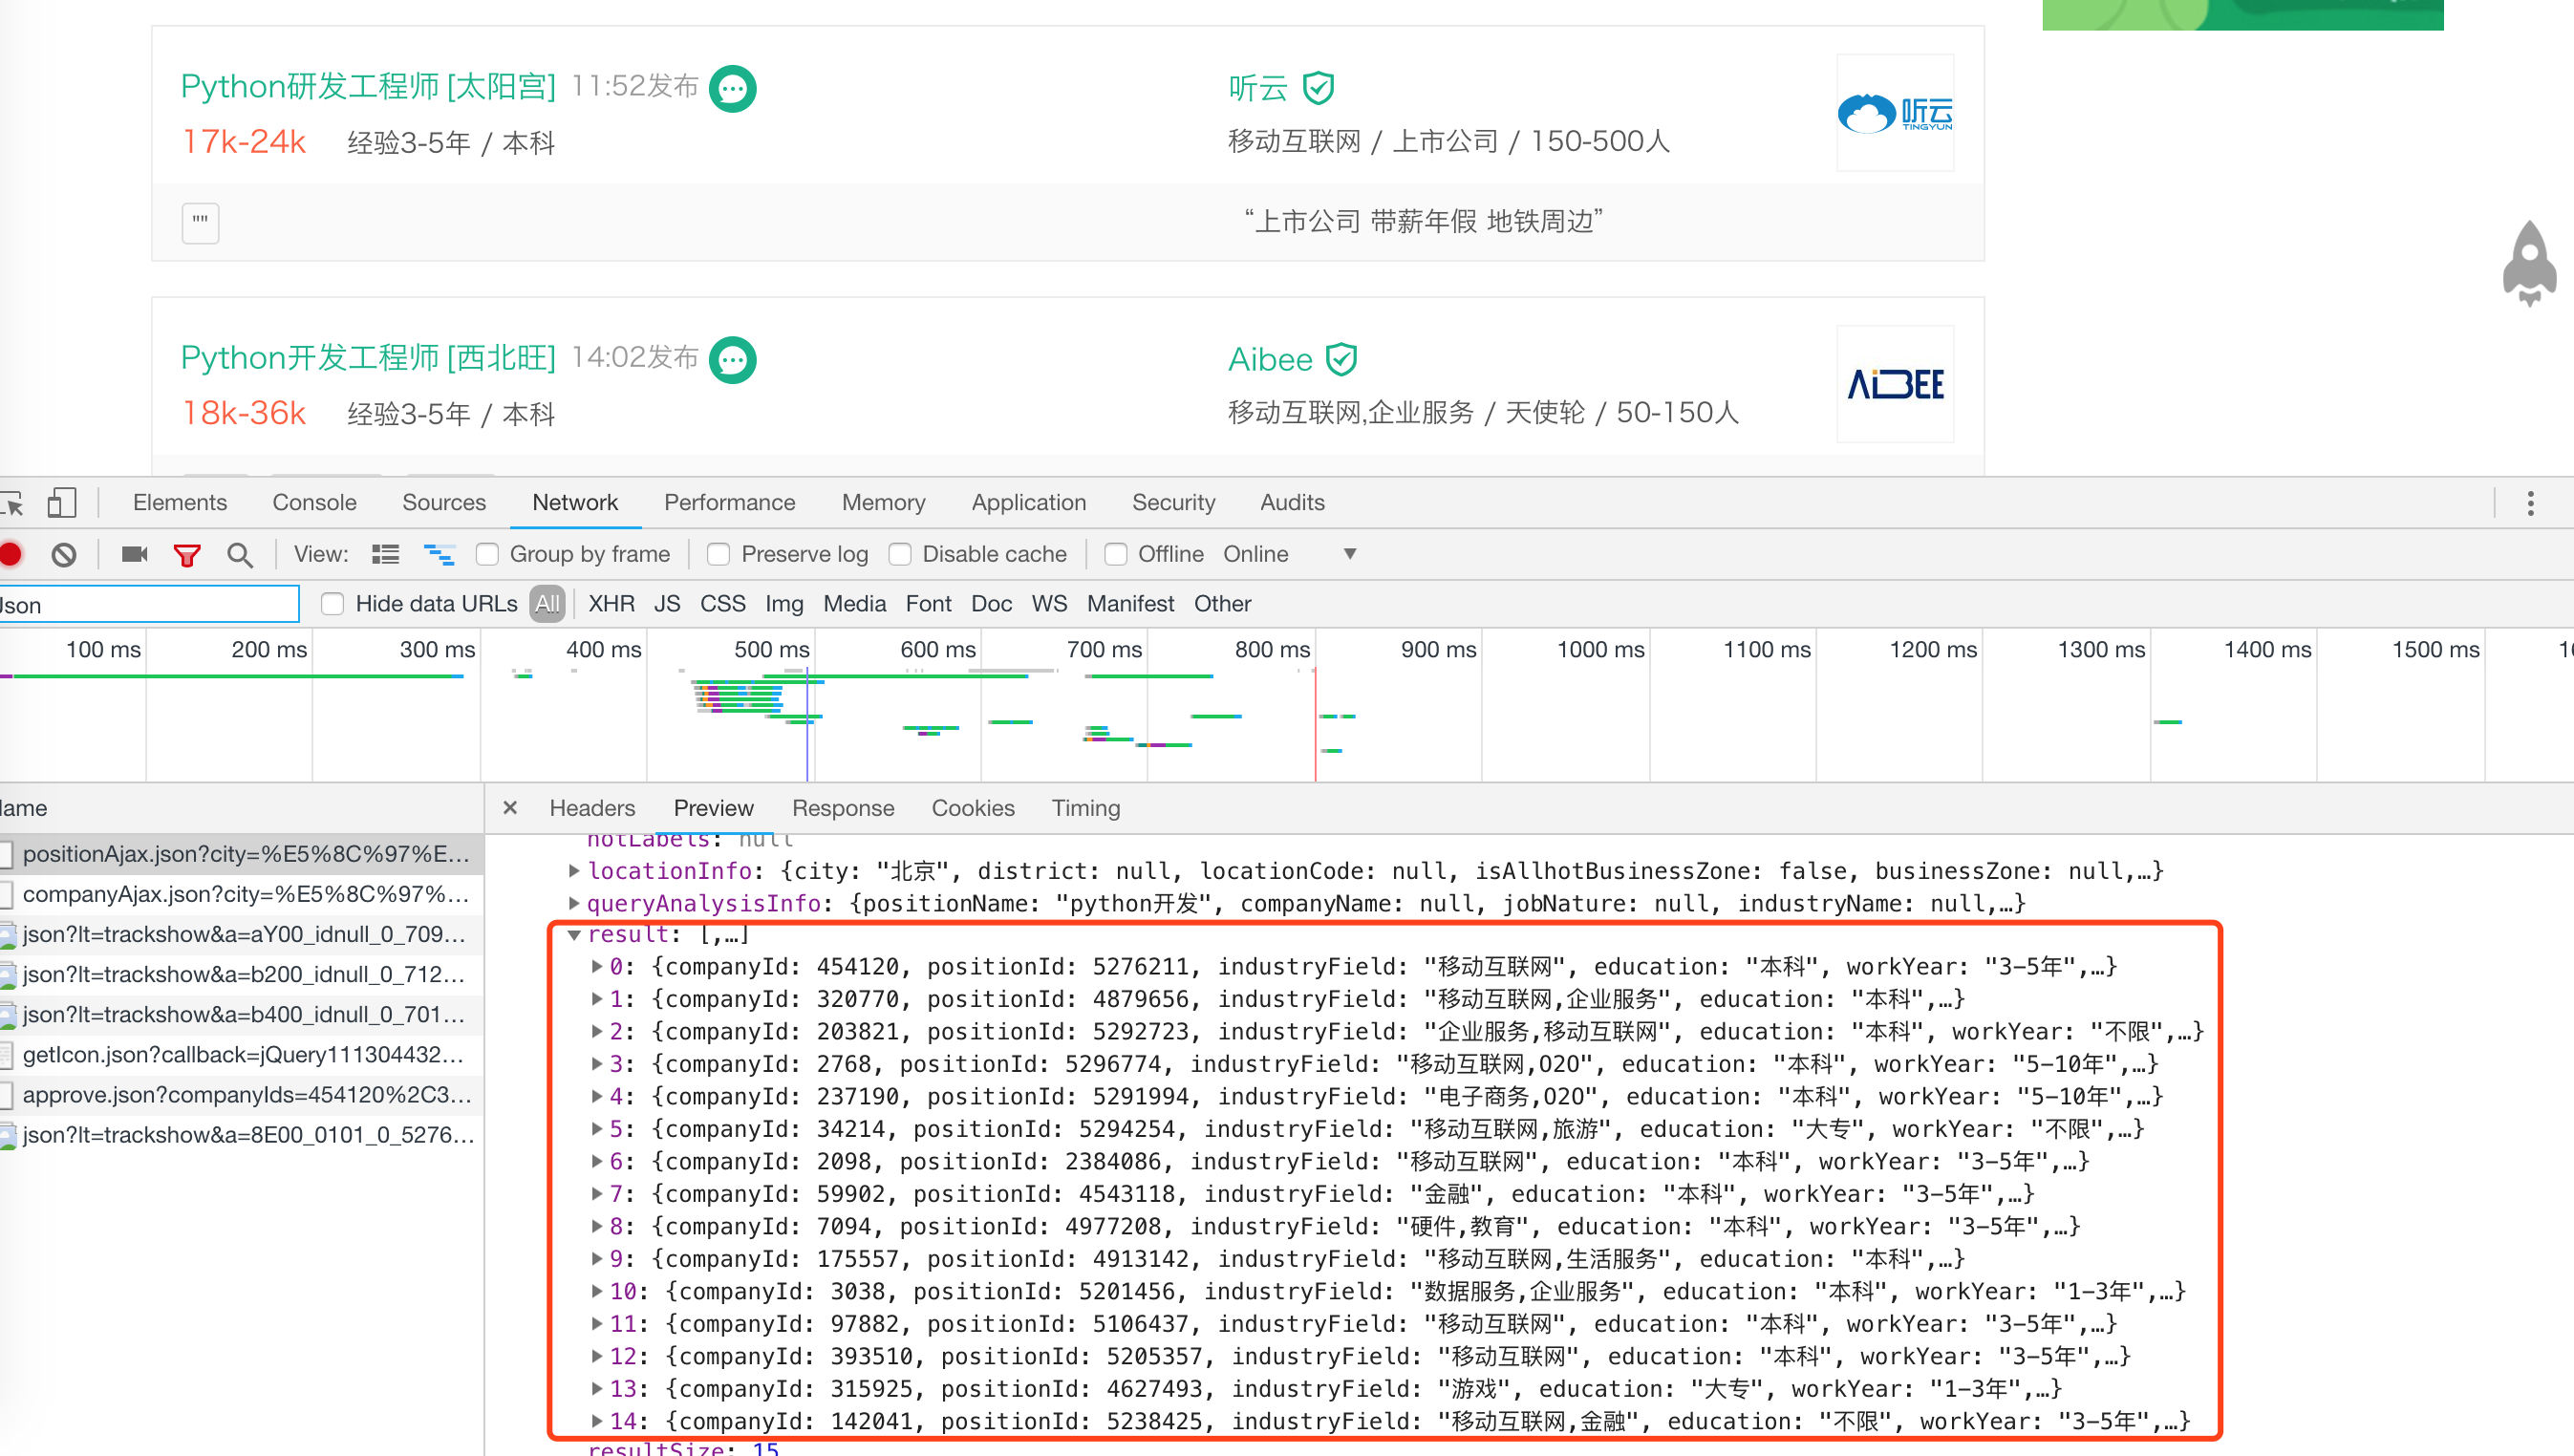 Python研发工程师 [太阳宫] 11:52发布
听云
17k-24k 经验3-5年 / 本科
移动互联网 / 上市公司 / 150-500人
听云
TINGYUN
""
“上市公司 带薪年假 地铁周边”
Python开发工程师 [西北旺] 14:02发布
Aibee
18k-36k 经验3-5年 / 本科
移动互联网,企业服务 / 天使轮 / 50-150人
AIBEE
Elements Console Sources Network Performance Memory Application Security Audits
View: Group by frame Preserve log Disable cache Offline Online
Json Hide data URLs All XHR JS CSS Img Media Font Doc WS Manifest Other
100 ms 200 ms 300 ms 400 ms 500 ms 600 ms 700 ms 800 ms 900 ms 1000 ms 1100 ms 1200 ms 1300 ms 1400 ms 1500 ms
ame
× Headers Preview Response Cookies Timing
positionAjax.json?city=%E5%8C%97%E...
companyAjax.json?city=%E5%8C%97%...
json?lt=trackshow&a=aY00_idnull_0_709...
json?lt=trackshow&a=b200_idnull_0_712...
json?lt=trackshow&a=b400_idnull_0_701...
getIcon.json?callback=jQuery111304432...
approve.json?companyIds=454120%2C3...
json?lt=trackshow&a=8E00_0101_0_5276...
hotLabels: null
locationInfo: {city: "北京", district: null, locationCode: null, isAllhotBusinessZone: false, businessZone: null,…}
queryAnalysisInfo: {positionName: "python开发", companyName: null, jobNature: null, industryName: null,…}
result: [,…]
0: {companyId: 454120, positionId: 5276211, industryField: "移动互联网", education: "本科", workYear: "3-5年",…}
1: {companyId: 320770, positionId: 4879656, industryField: "移动互联网,企业服务", education: "本科",…}
2: {companyId: 203821, positionId: 5292723, industryField: "企业服务,移动互联网", education: "本科", workYear: "不限",…}
3: {companyId: 2768, positionId: 5296774, industryField: "移动互联网,O2O", education: "本科", workYear: "5-10年",…}
4: {companyId: 237190, positionId: 5291994, industryField: "电子商务,O2O", education: "本科", workYear: "5-10年",…}
5: {companyId: 34214, positionId: 5294254, industryField: "移动互联网,旅游", education: "大专", workYear: "不限",…}
6: {companyId: 2098, positionId: 2384086, industryField: "移动互联网", education: "本科", workYear: "3-5年",…}
7: {companyId: 59902, positionId: 4543118, industryField: "金融", education: "本科", workYear: "3-5年",…}
8: {companyId: 7094, positionId: 4977208, industryField: "硬件,教育", education: "本科", workYear: "3-5年",…}
9: {companyId: 175557, positionId: 4913142, industryField: "移动互联网,生活服务", education: "本科",…}
10: {companyId: 3038, positionId: 5201456, industryField: "数据服务,企业服务", education: "本科", workYear: "1-3年",…}
11: {companyId: 97882, positionId: 5106437, industryField: "移动互联网", education: "本科", workYear: "3-5年",…}
12: {companyId: 393510, positionId: 5205357, industryField: "移动互联网", education: "本科", workYear: "3-5年",…}
13: {companyId: 315925, positionId: 4627493, industryField: "游戏", education: "大专", workYear: "1-3年",…}
14: {companyId: 142041, positionId: 5238425, industryField: "移动互联网,金融", education: "不限", workYear: "3-5年",…}
resultSize: 15